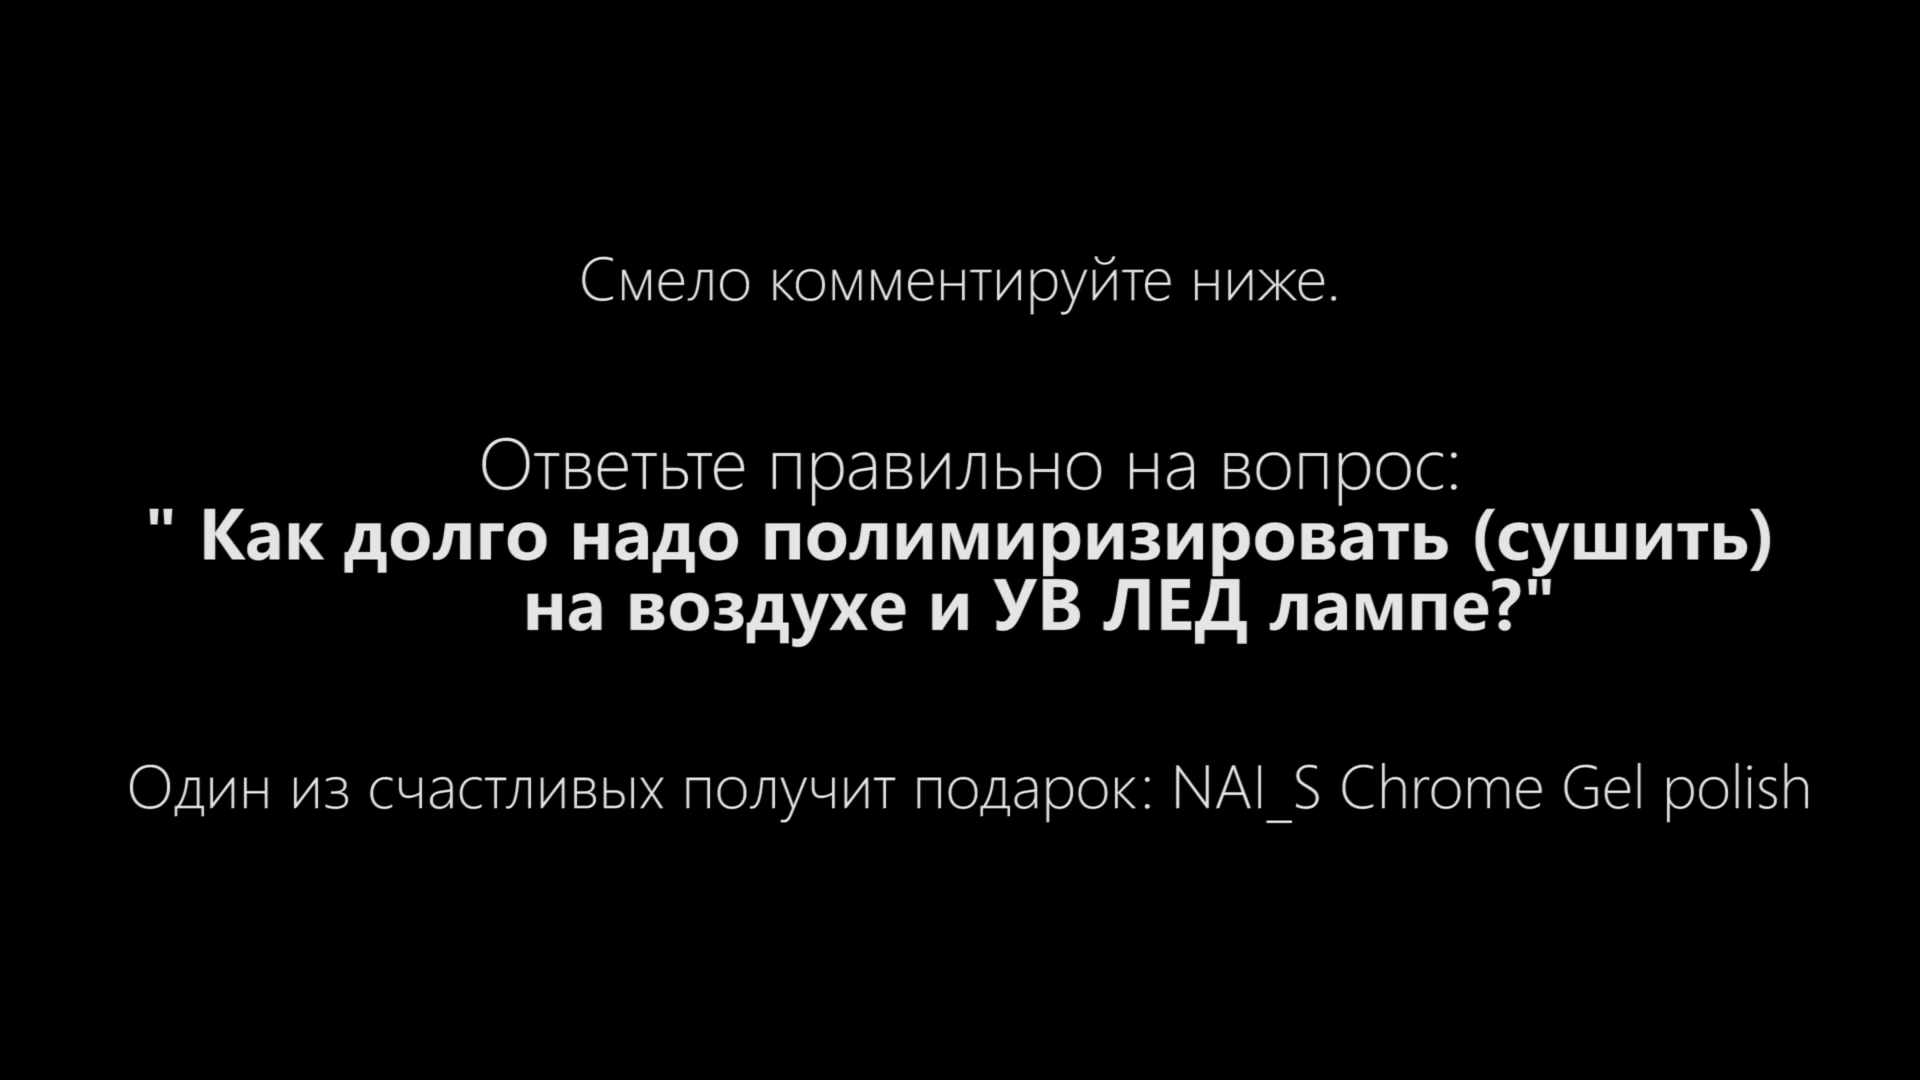 Смело комментируйте ниже.
Ответьте правильно на вопрос:
" Как долго надо полимиризировать (сушить)
на воздухе и УВ ЛЕД лампе?"
Один из счастливых получит подарок: NAI_S Chrome Gel polish